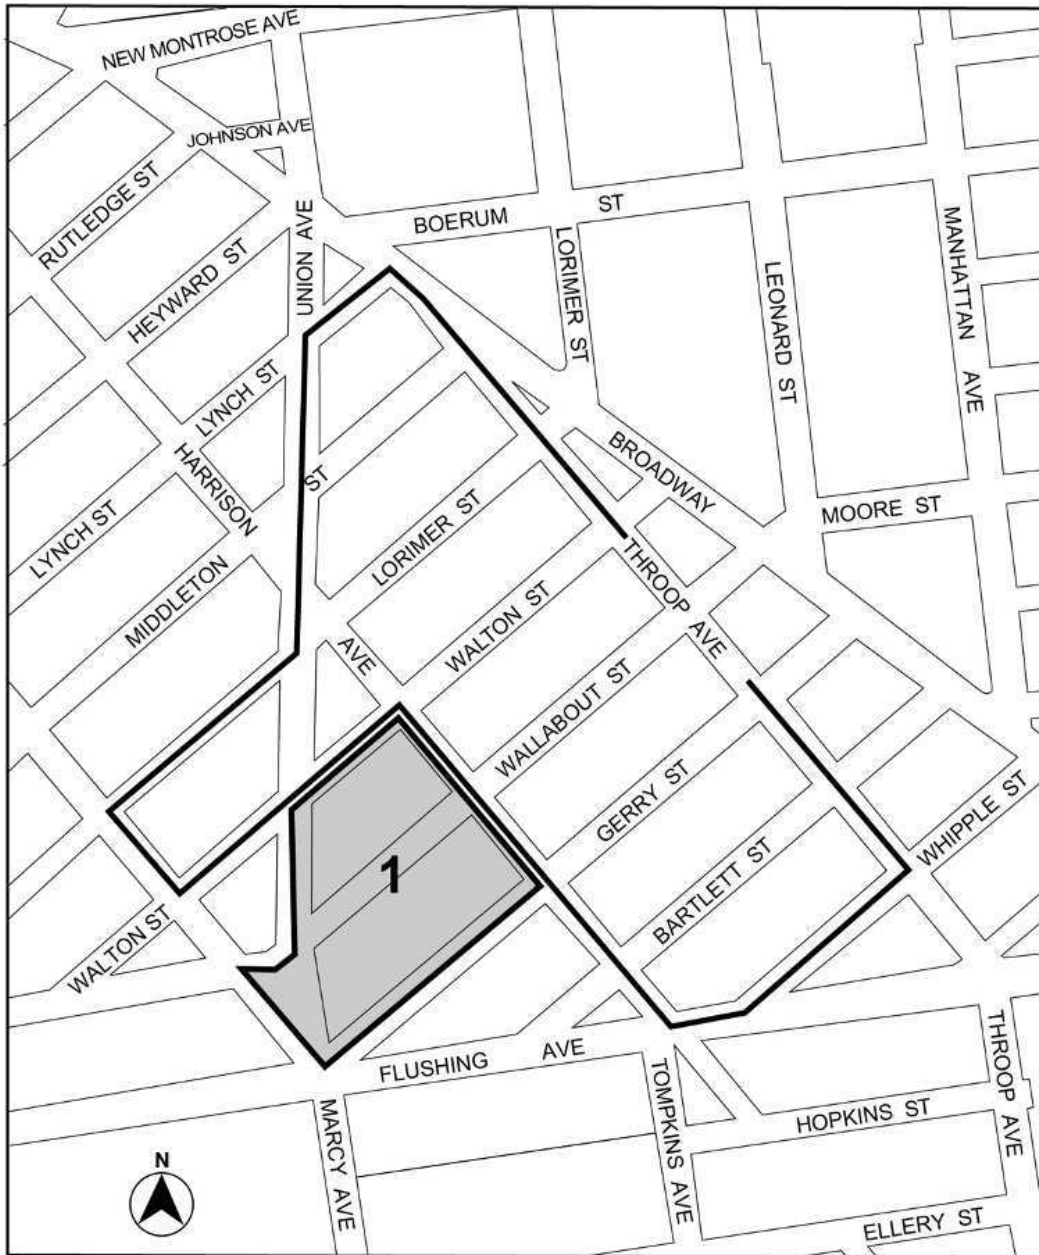 NEW MONTROSE AVE
JOHNSON AVE
RUTLEDGE ST
HEYWARD ST
UNION AVE
BOERUM ST
LORIMER ST
LEONARD ST
MANHATTAN AVE
LYNCH ST
HARRISON AVE
ST
BROADWAY
LYNCH ST
MIDDLETON
LORIMER ST
MOORE ST
WALTON ST
THROOP AVE
WALLABOUT ST
GERRY ST
BARTLETT ST
WHIPPLE ST
1
WALTON ST
FLUSHING AVE
MARCY AVE
TOMPKINS AVE
THROOP AVE
HOPKINS ST
ELLERY ST
N